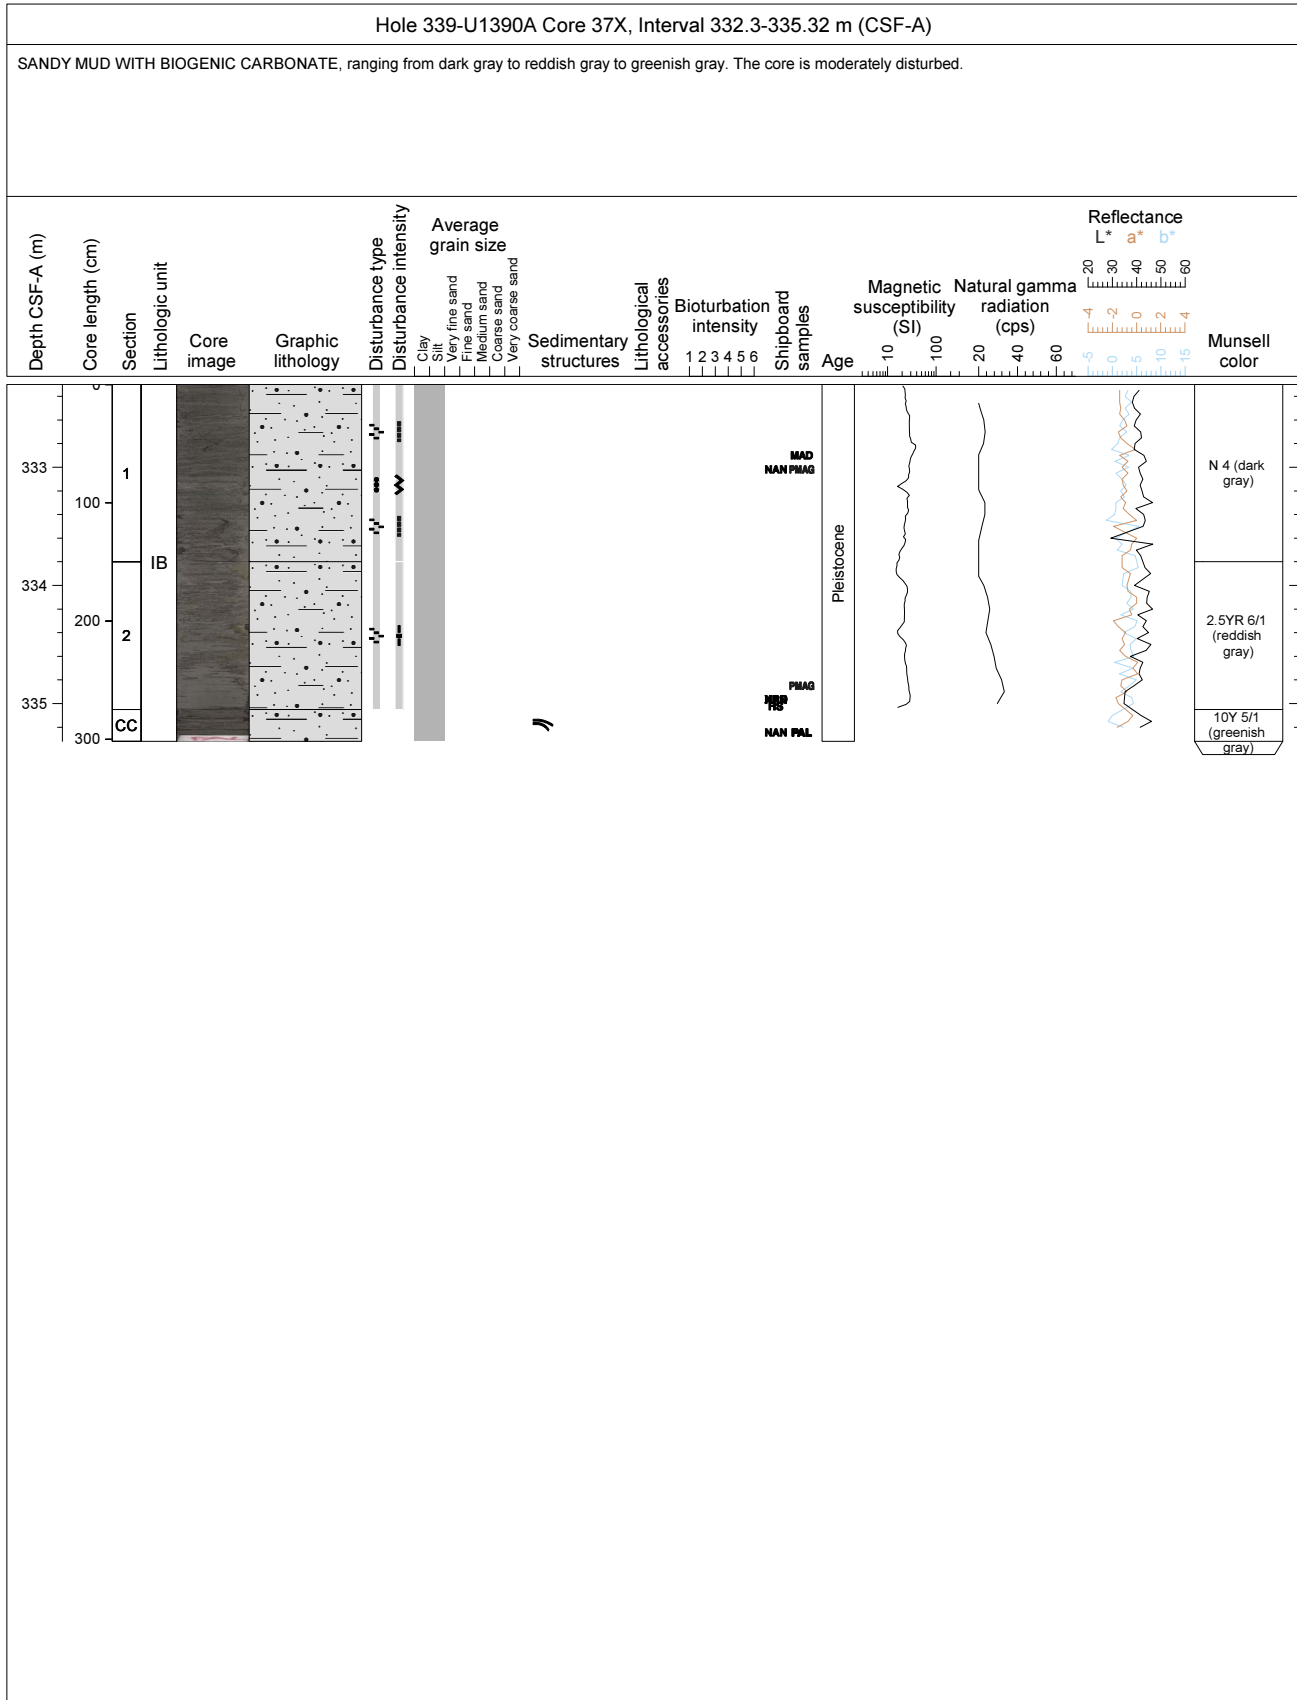 Hole 339-U1390A Core 37X, Interval 332.3-335.32 m (CSF-A)
SANDY MUD WITH BIOGENIC CARBONATE, ranging from dark gray to reddish gray to greenish gray. The core is moderately disturbed.
Depth CSF-A (m)
Core length (cm)
Section
Lithologic unit
Core
image
Graphic
lithology
Disturbance type
Disturbance intensity
Average
grain size
Clay
Silt
Very fine sand
Fine sand
Medium sand
Coarse sand
Very coarse sand
Sedimentary
structures
Lithological
accessories
Bioturbation
intensity
1 2 3 4 5 6
Shipboard
samples
Age
Magnetic
susceptibility
(SI)
10 100
Natural gamma
radiation
(cps)
20 40 60
Reflectance
L* a* b*
20 30 40 50 60
-4 -2 0 2 4
-5 0 5 10 15
Munsell
color
333
334
335
0
100
200
300
1
2
CC
IB
MAD
NAN PMAG
PMAG
HS
NAN PAL
Pleistocene
N 4 (dark
gray)
2.5YR 6/1
(reddish
gray)
10Y 5/1
(greenish
gray)